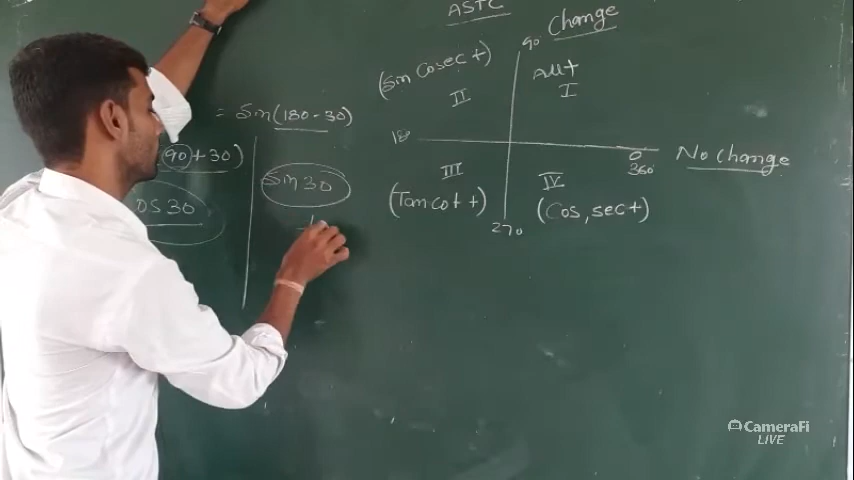 ASTC
Change
90
(Sin Cosec +)
All +
II
I
= Sin (180 - 30)
180
0
360
No change
(90 + 30)
Sin 30
III
IV
OS 30
(Tan cot +)
(Cos, sec +)
270
CameraFi
LIVE